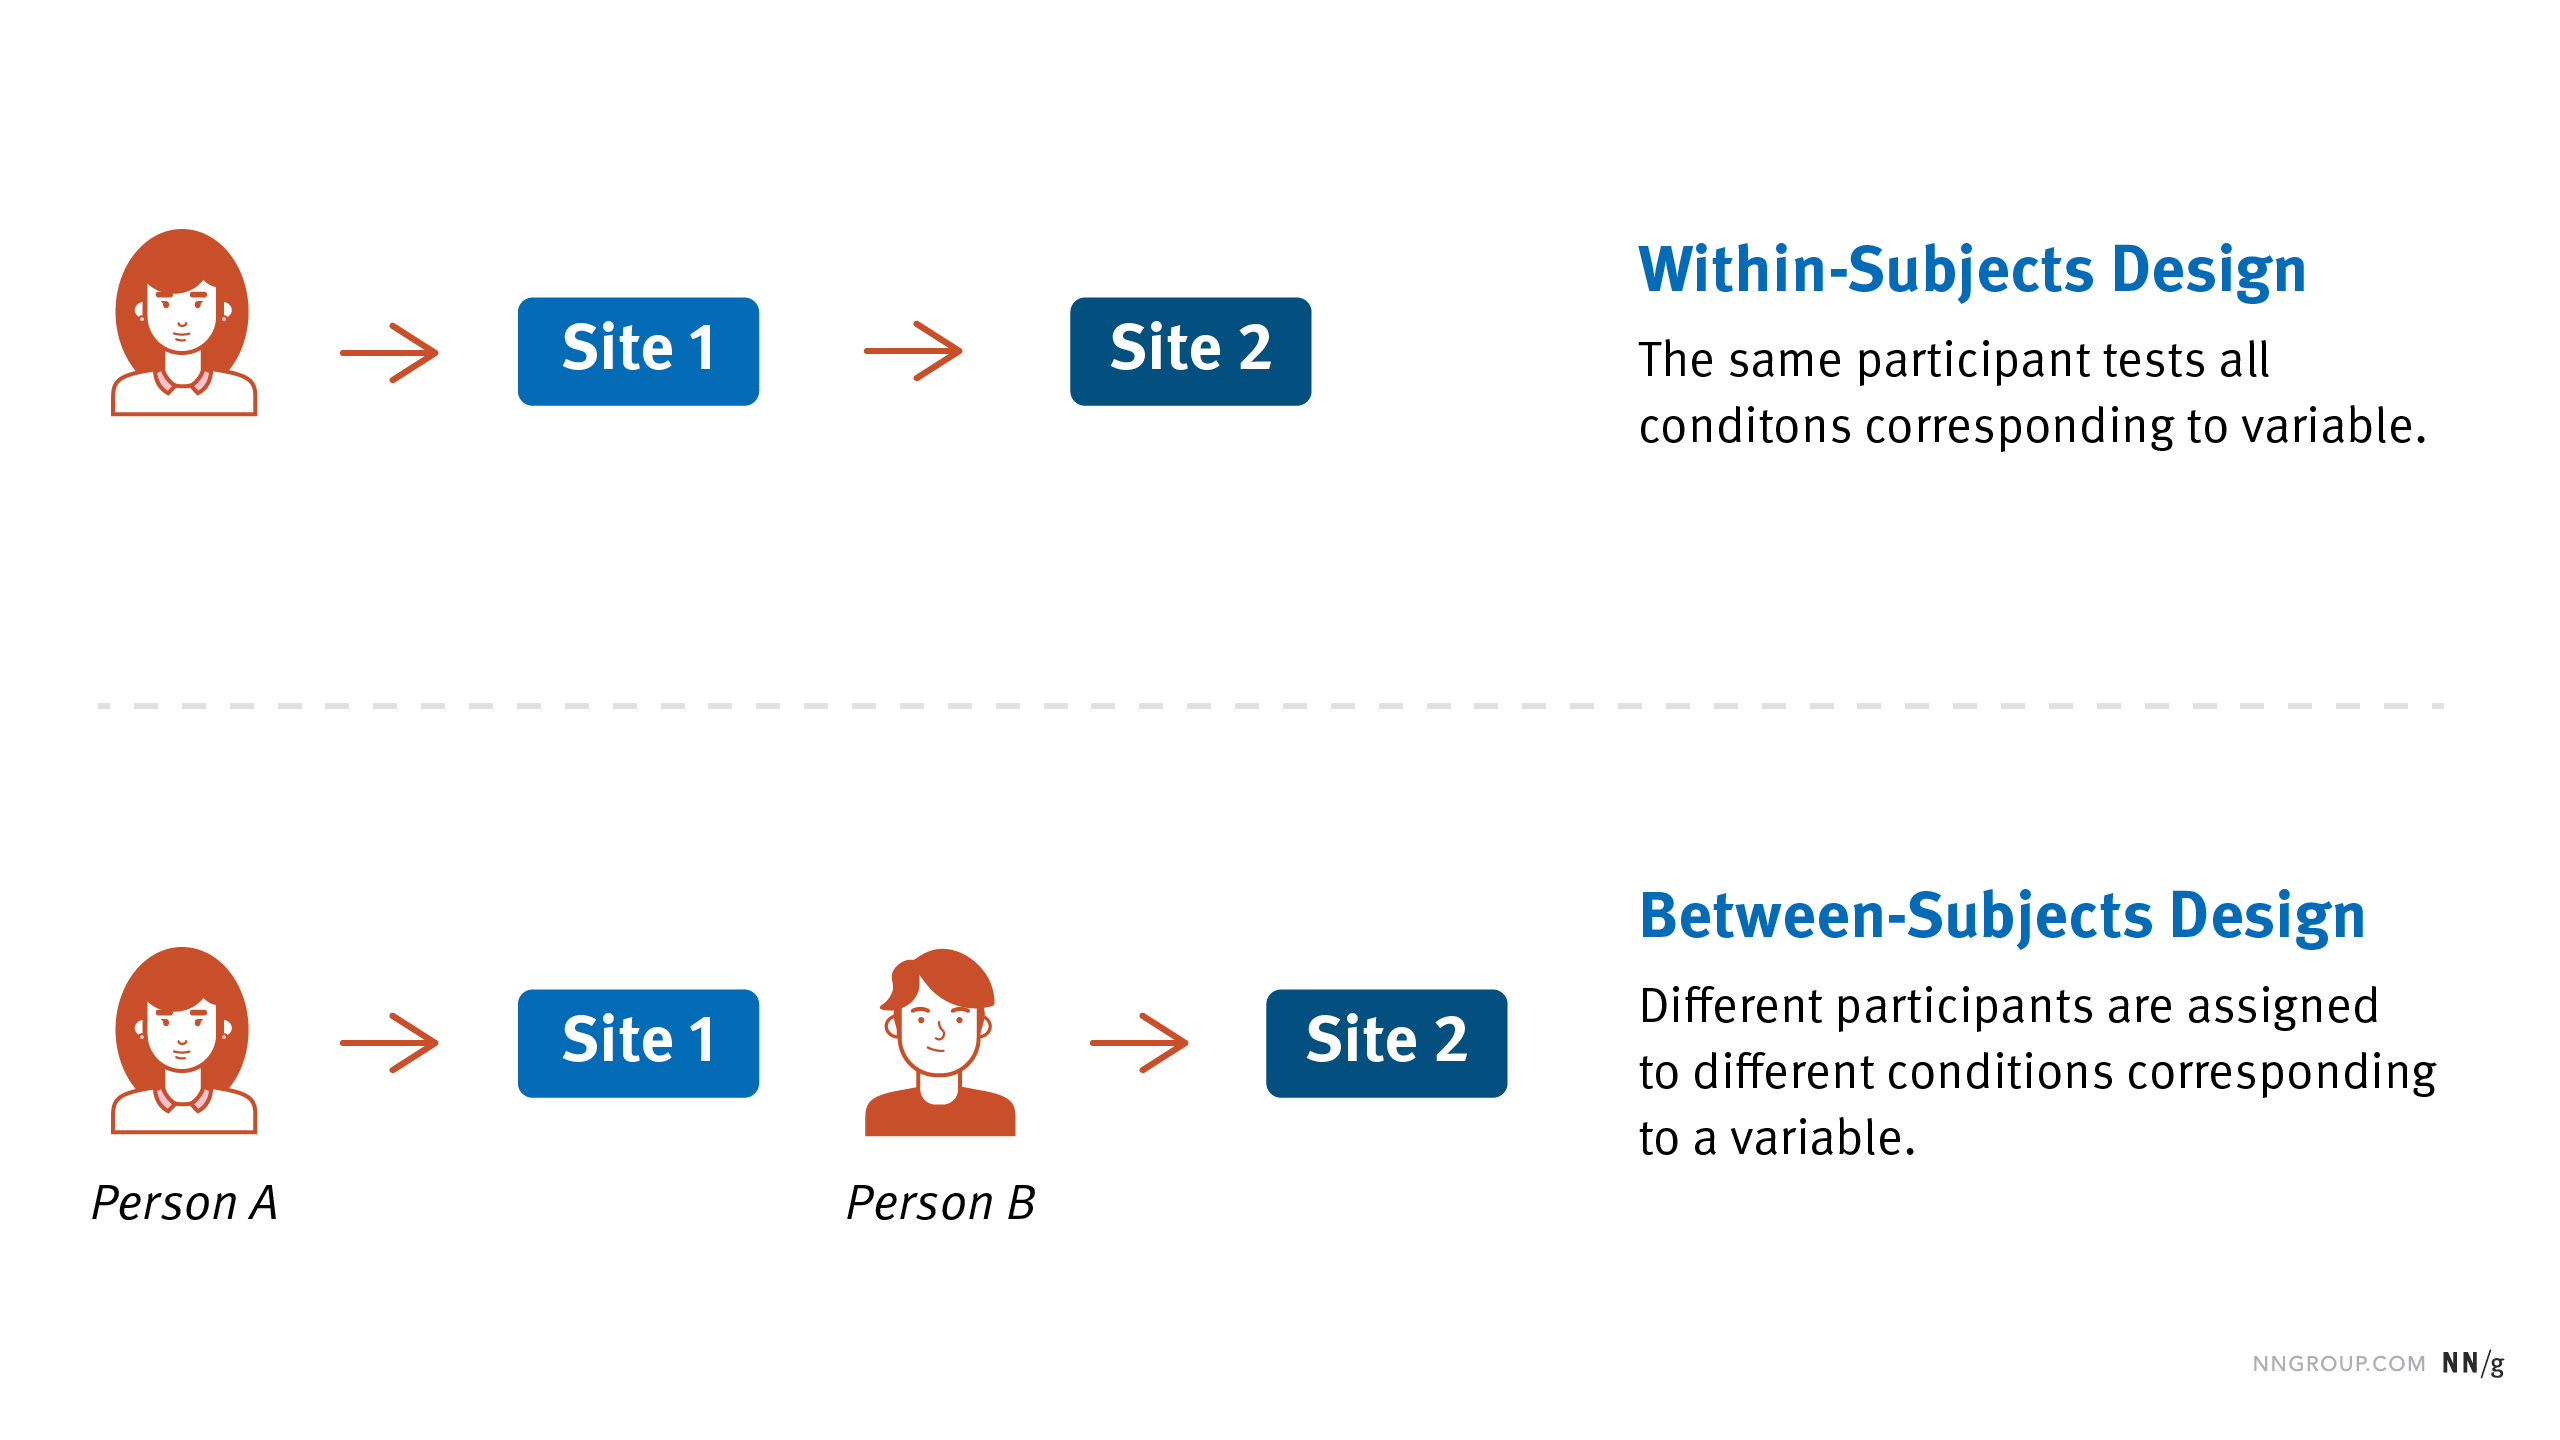 Site 1
Site 2
Within-Subjects Design
The same participant tests all
conditons corresponding to variable.
Site 1
Site 2
Person A
Person B
Between-Subjects Design
Different participants are assigned
to different conditions corresponding
to a variable.
NNGROUP.COM NN/g